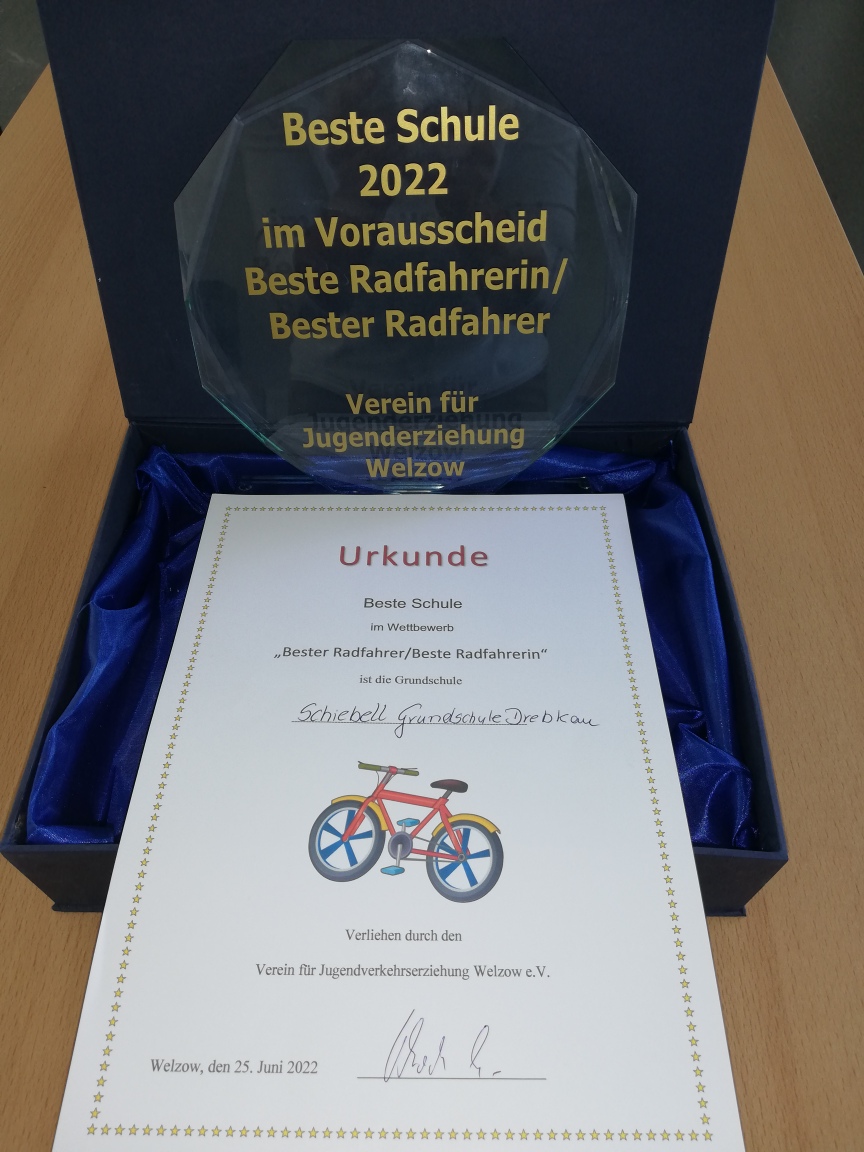 Beste Schule
2022
im Vorausscheid
Beste Radfahrerin/
Bester Radfahrer
Verein für
Jugenderziehung
Welzow
Urkunde
Beste Schule
im Wettbewerb
„Bester Radfahrer/Beste Radfahrerin“
ist die Grundschule
Schiebell Grundschule Drebkau
Verliehen durch den
Verein für Jugendverkehrserziehung Welzow e.V.
Welzow, den 25. Juni 2022